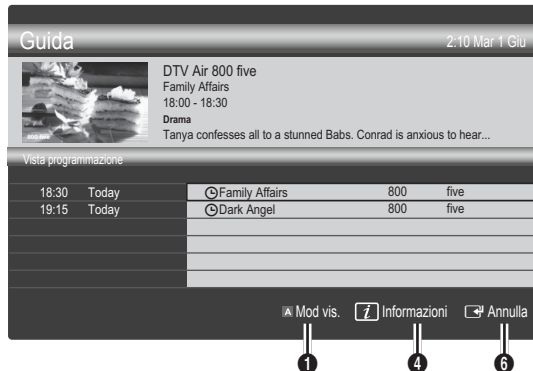 Guida 2:10 Mar 1 Giu
DTV Air 800 five
Family Affairs
18:00 - 18:30
Drama
Tanya confesses all to a stunned Babs. Conrad is anxious to hear...
800 five
Vista programmazione
18:30 Today Family Affairs 800 five
19:15 Today Dark Angel 800 five
A Mod vis. i Informazioni Annulla
1 4 6